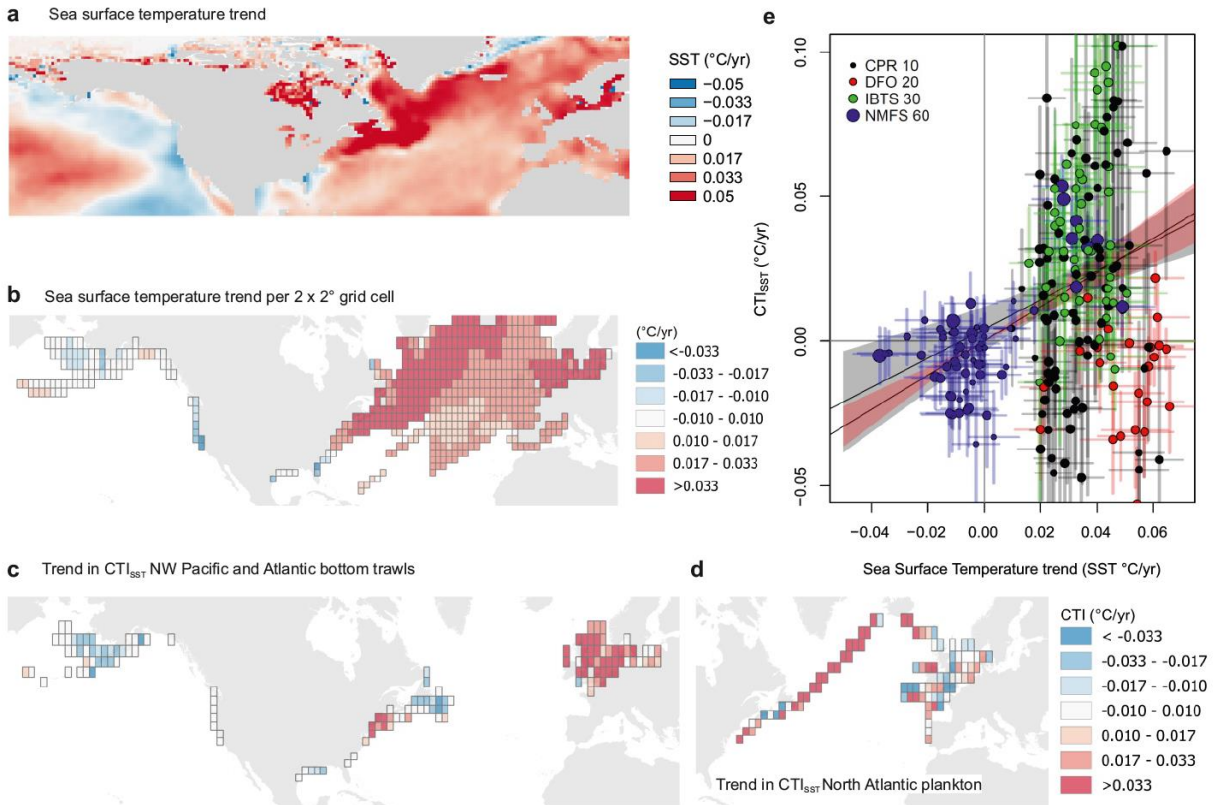 a Sea surface temperature trend
SST (°C/yr)
−0.05
−0.033
−0.017
0
0.017
0.033
0.05
b Sea surface temperature trend per 2 x 2° grid cell
(°C/yr)
<-0.033
-0.033 - -0.017
-0.017 - -0.010
-0.010 - 0.010
0.010 - 0.017
0.017 - 0.033
>0.033
e
CPR 10
DFO 20
IBTS 30
NMFS 60
CTISST (°C/yr)
0.10
0.05
0.00
−0.05
−0.04 −0.02 0.00 0.02 0.04 0.06
Sea Surface Temperature trend (SST °C/yr)
c Trend in CTISST NW Pacific and Atlantic bottom trawls
d
CTI (°C/yr)
< -0.033
-0.033 - -0.017
-0.017 - -0.010
-0.010 - 0.010
0.010 - 0.017
0.017 - 0.033
>0.033
Trend in CTISST North Atlantic plankton